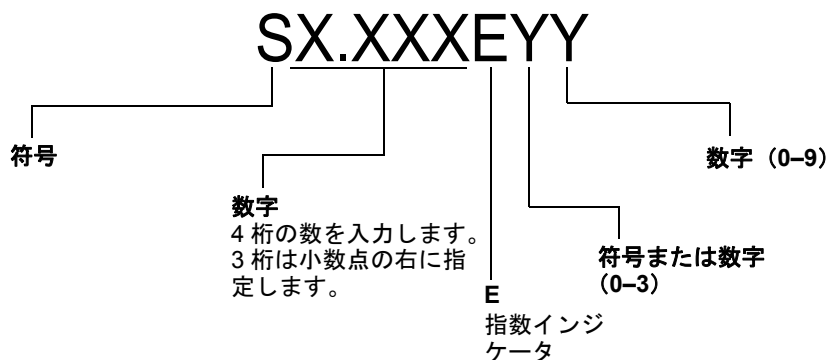 SX.XXXEYY
符号
数字
4 桁の数を入力します。
3 桁は小数点の右に指
定します。
E
指数インジ
ケータ
符号または数字
(0–3)
数字（0–9）